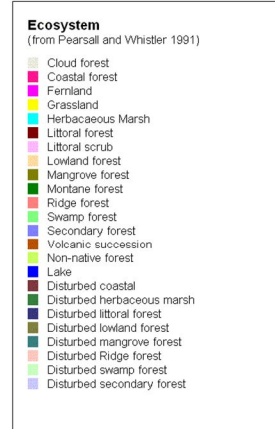 Ecosystem
(from Pearsall and Whistler 1991)
Cloud forest
Coastal forest
Fernland
Grassland
Herbacaeous Marsh
Littoral forest
Littoral scrub
Lowland forest
Mangrove forest
Montane forest
Ridge forest
Swamp forest
Secondary forest
Volcanic succession
Non-native forest
Lake
Disturbed coastal
Disturbed herbaceous marsh
Disturbed littoral forest
Disturbed lowland forest
Disturbed mangrove forest
Disturbed Ridge forest
Disturbed swamp forest
Disturbed secondary forest